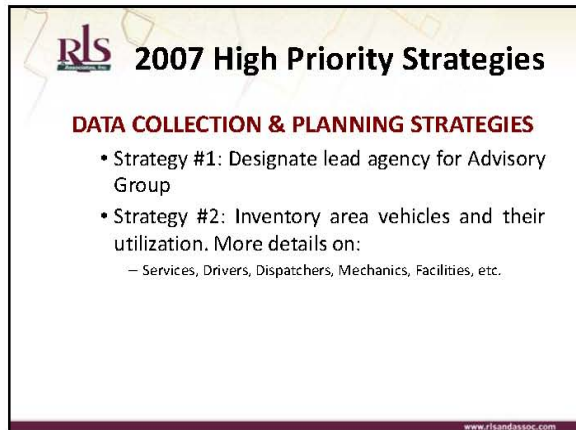 RLS
& Associates, Inc.
2007 High Priority Strategies
DATA COLLECTION & PLANNING STRATEGIES
• Strategy #1: Designate lead agency for Advisory
Group
• Strategy #2: Inventory area vehicles and their
utilization. More details on:
– Services, Drivers, Dispatchers, Mechanics, Facilities, etc.
www.rlsandassoc.com